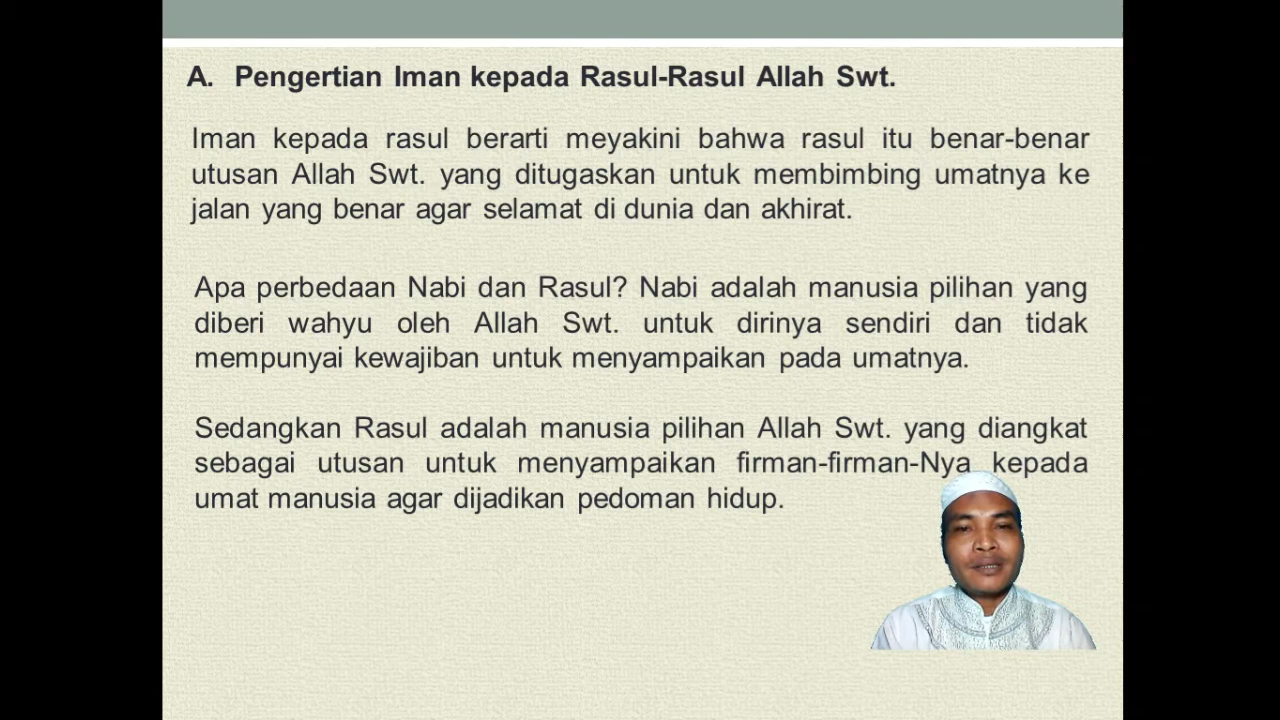 A. Pengertian Iman kepada Rasul-Rasul Allah Swt.
Iman kepada rasul berarti meyakini bahwa rasul itu benar-benar
utusan Allah Swt. yang ditugaskan untuk membimbing umatnya ke
jalan yang benar agar selamat di dunia dan akhirat.
Apa perbedaan Nabi dan Rasul? Nabi adalah manusia pilihan yang
diberi wahyu oleh Allah Swt. untuk dirinya sendiri dan tidak
mempunyai kewajiban untuk menyampaikan pada umatnya.
Sedangkan Rasul adalah manusia pilihan Allah Swt. yang diangkat
sebagai utusan untuk menyampaikan firman-firman-Nya kepada
umat manusia agar dijadikan pedoman hidup.